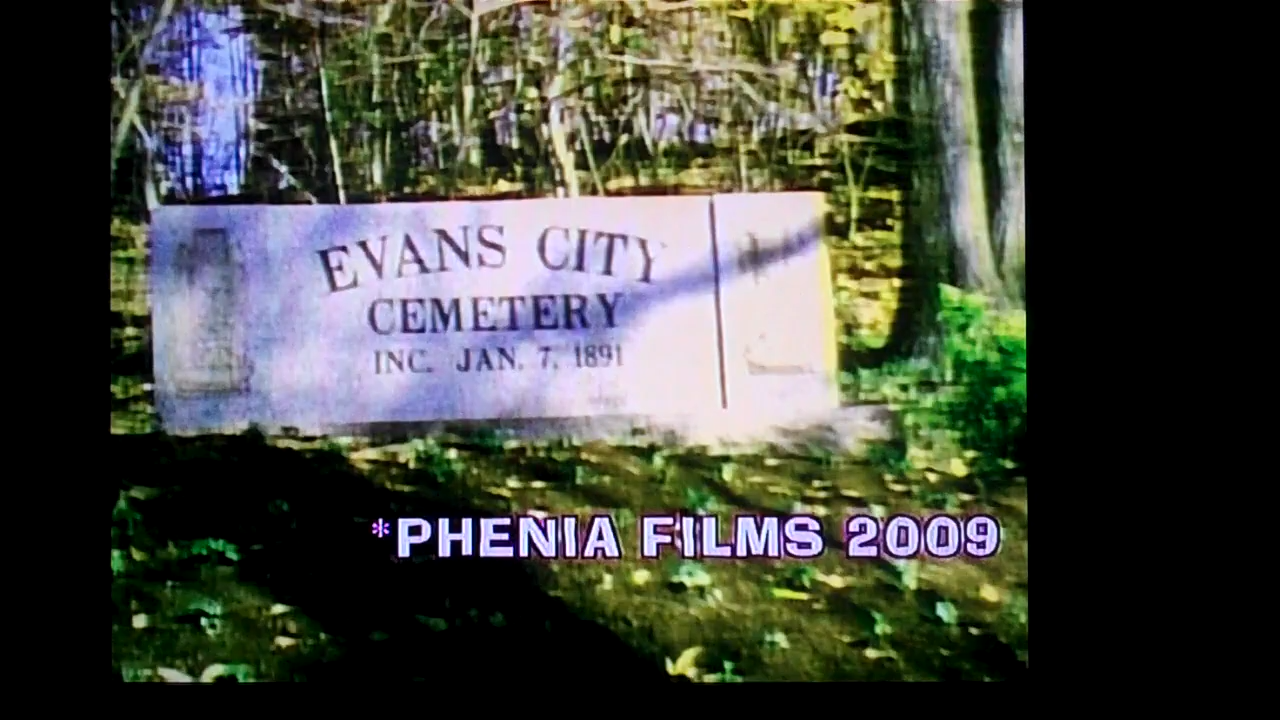 EVANS CITY
CEMETERY
INC. JAN. 7, 1891
*PHENIA FILMS 2009